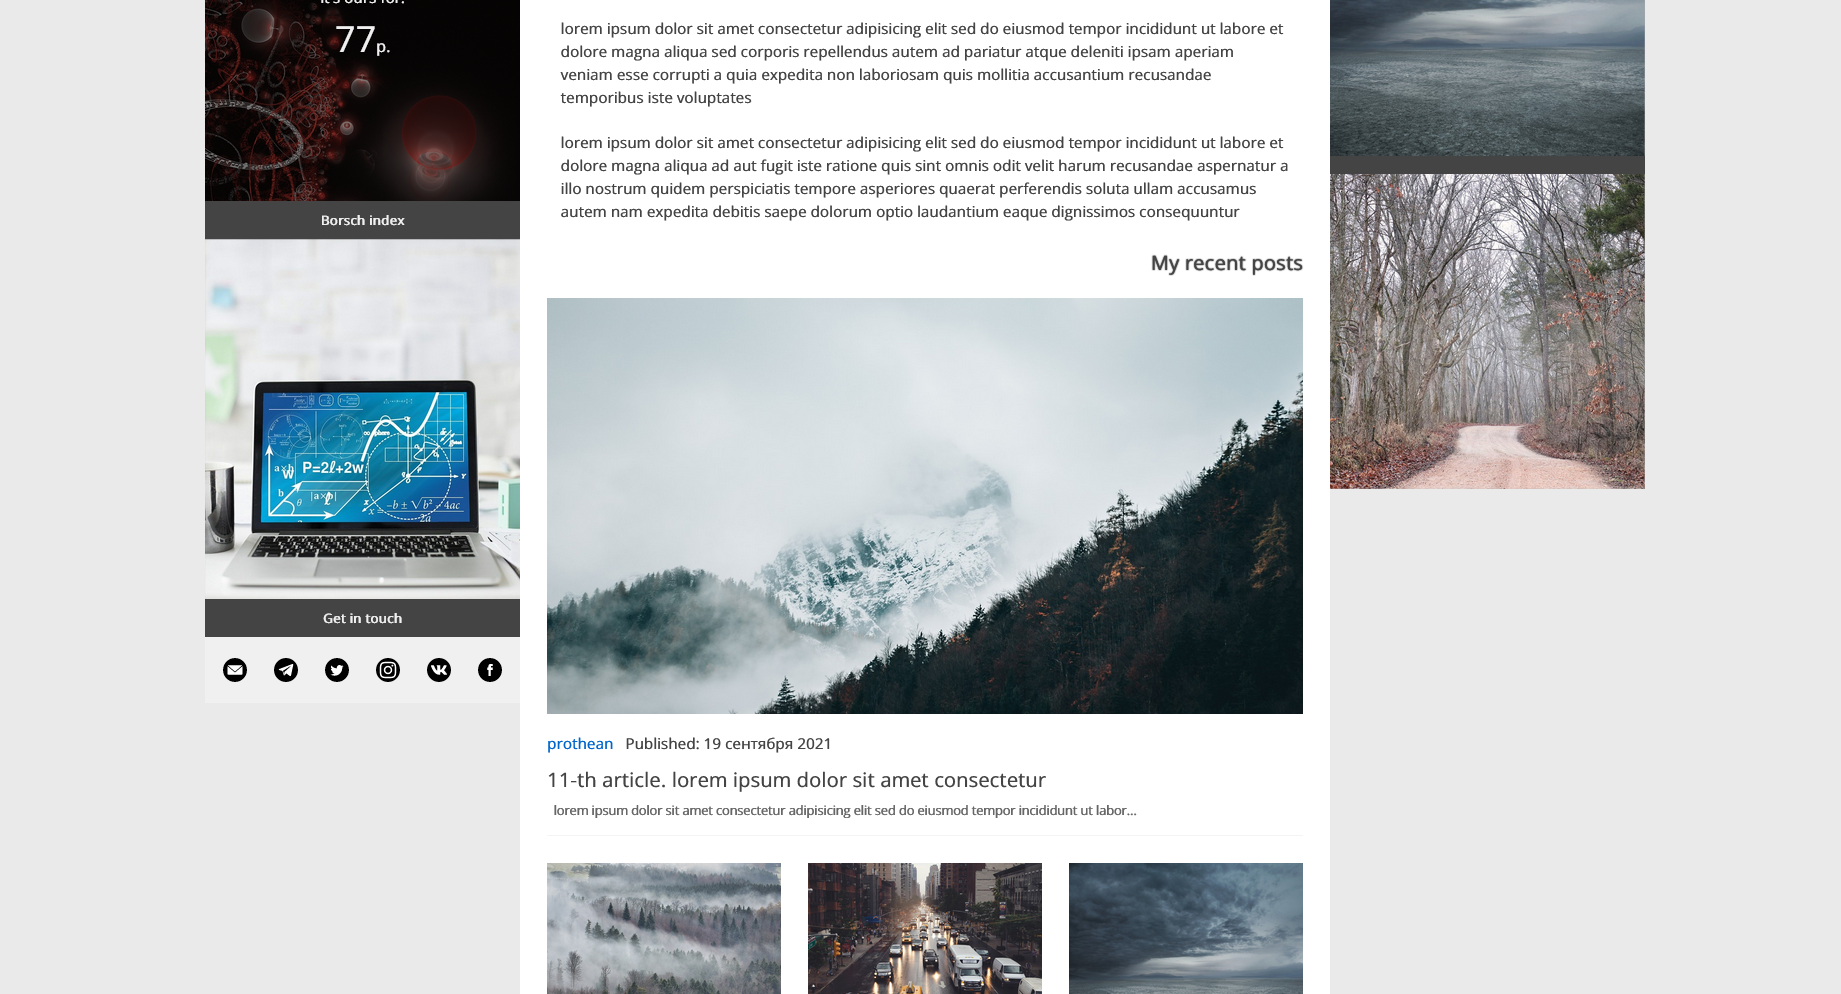 it's ours for:
77р.
Borsch index
P=2ℓ+2w
Get in touch
lorem ipsum dolor sit amet consectetur adipisicing elit sed do eiusmod tempor incididunt ut labore et
dolore magna aliqua sed corporis repellendus autem ad pariatur atque deleniti ipsam aperiam
veniam esse corrupti a quia expedita non laboriosam quis mollitia accusantium recusandae
temporibus iste voluptates
lorem ipsum dolor sit amet consectetur adipisicing elit sed do eiusmod tempor incididunt ut labore et
dolore magna aliqua ad aut fugit iste ratione quis sint omnis odit velit harum recusandae aspernatur a
illo nostrum quidem perspiciatis tempore asperiores quaerat perferendis soluta ullam accusamus
autem nam expedita debitis saepe dolorum optio laudantium eaque dignissimos consequuntur
My recent posts
prothean Published: 19 сентября 2021
11-th article. lorem ipsum dolor sit amet consectetur
lorem ipsum dolor sit amet consectetur adipisicing elit sed do eiusmod tempor incididunt ut labor...